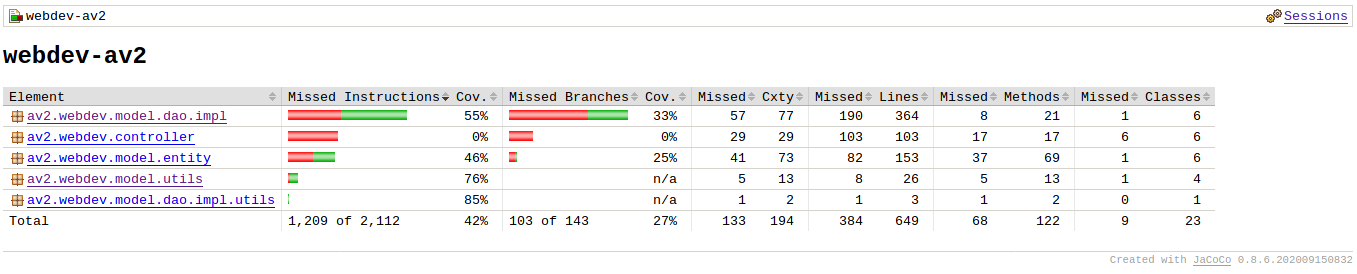 webdev-av2 Sessions
webdev-av2
Element Missed Instructions Cov. Missed Branches Cov. Missed Cxty Missed Lines Missed Methods Missed Classes
av2.webdev.model.dao.impl 55% 33% 57 77 190 364 8 21 1 6
av2.webdev.controller 0% 0% 29 29 103 103 17 17 6 6
av2.webdev.model.entity 46% 25% 41 73 82 153 37 69 1 6
av2.webdev.model.utils 76% n/a 5 13 8 26 5 13 1 4
av2.webdev.model.dao.impl.utils 85% n/a 1 2 1 3 1 2 0 1
Total 1,209 of 2,112 42% 103 of 143 27% 133 194 384 649 68 122 9 23
Created with JaCoCo 0.8.6.202009150832